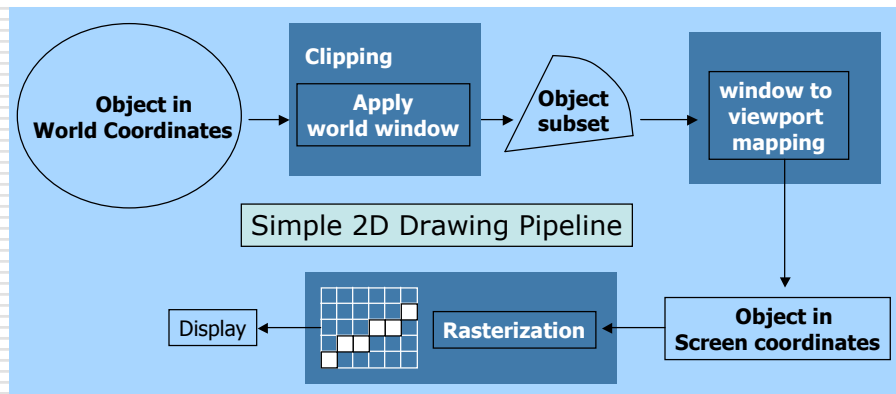 Object in
World Coordinates
Clipping
Apply
world window
Object
subset
window to
viewport
mapping
Simple 2D Drawing Pipeline
Display
Rasterization
Object in
Screen coordinates